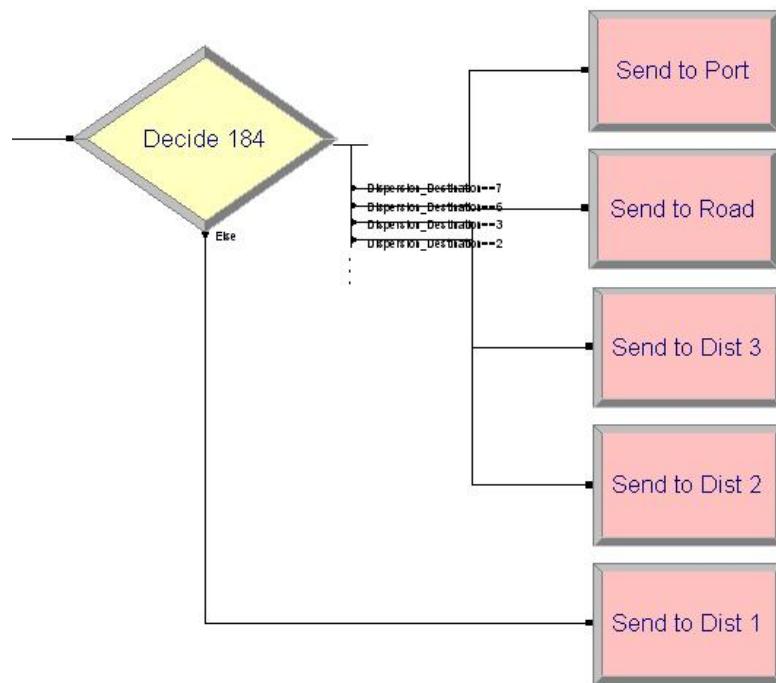 Send to Port
Decide 184
Dispersion_Destination==7
Dispersion_Destination==6
Send to Road
Dispersion_Destination==3
Else
Dispersion_Destination==2
Send to Dist 3
Send to Dist 2
Send to Dist 1